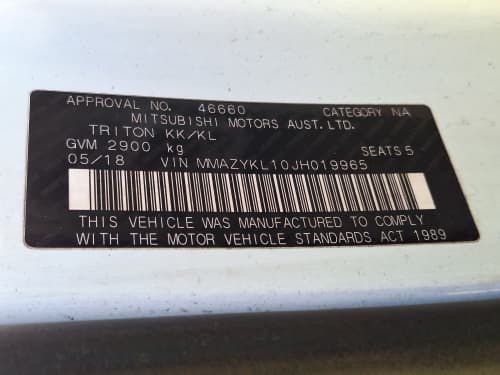 APPROVAL NO. 46660 CATEGORY NA
MITSUBISHI MOTORS AUST. LTD.
TRITON KK/KL
GVM 2900 kg SEATS 5
05/18 VIN MMAZYKL10JH019965
THIS VEHICLE WAS MANUFACTURED TO COMPLY
WITH THE MOTOR VEHICLE STANDARDS ACT 1989